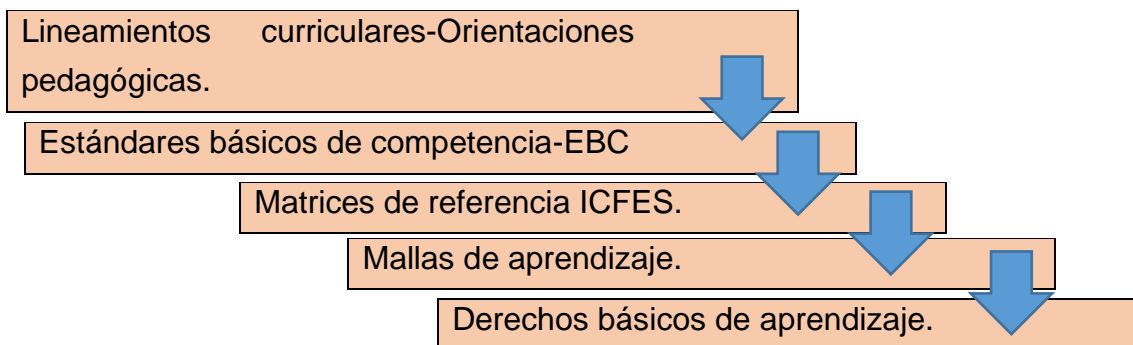 Lineamientos curriculares-Orientaciones
pedagógicas.
Estándares básicos de competencia-EBC
Matrices de referencia ICFES.
Mallas de aprendizaje.
Derechos básicos de aprendizaje.